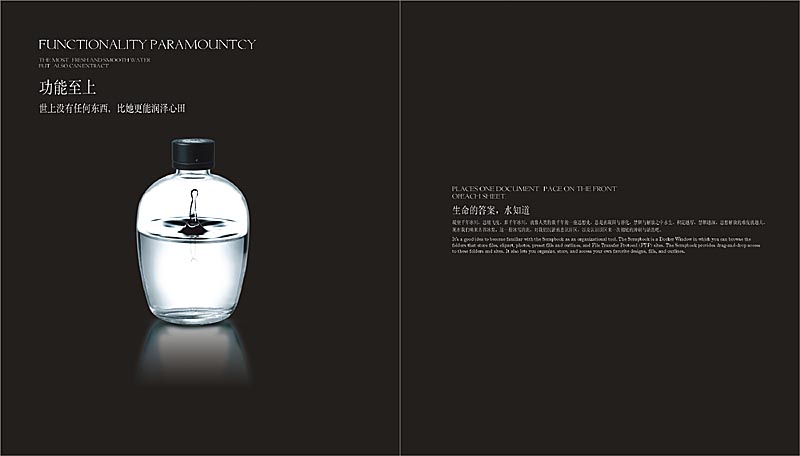 FUNCTIONALITY PARAMOUNTCY
THE MOST FRESH AND SMOOTH WATER
BUT ALSO CAN EXTRACT
功能至上
世上没有任何东西，比她更能润泽心田
PLACES ONE DOCUMENT PAGE ON THE FRONT
OF EACH SHEET.
生命的答案，水知道
It's a good idea to become familiar with the Scrapbook as an organizational tool. The Scrapbook is a Docker Window in which you can browse the
folders that store files, clipart, photos, preset fills and outlines, and File Transfer Protocol (FTP) sites. The Scrapbook provides drag-and-drop access
to these folders and sites. It also lets you organize, store, and access your own favorite designs, fills, and outlines.